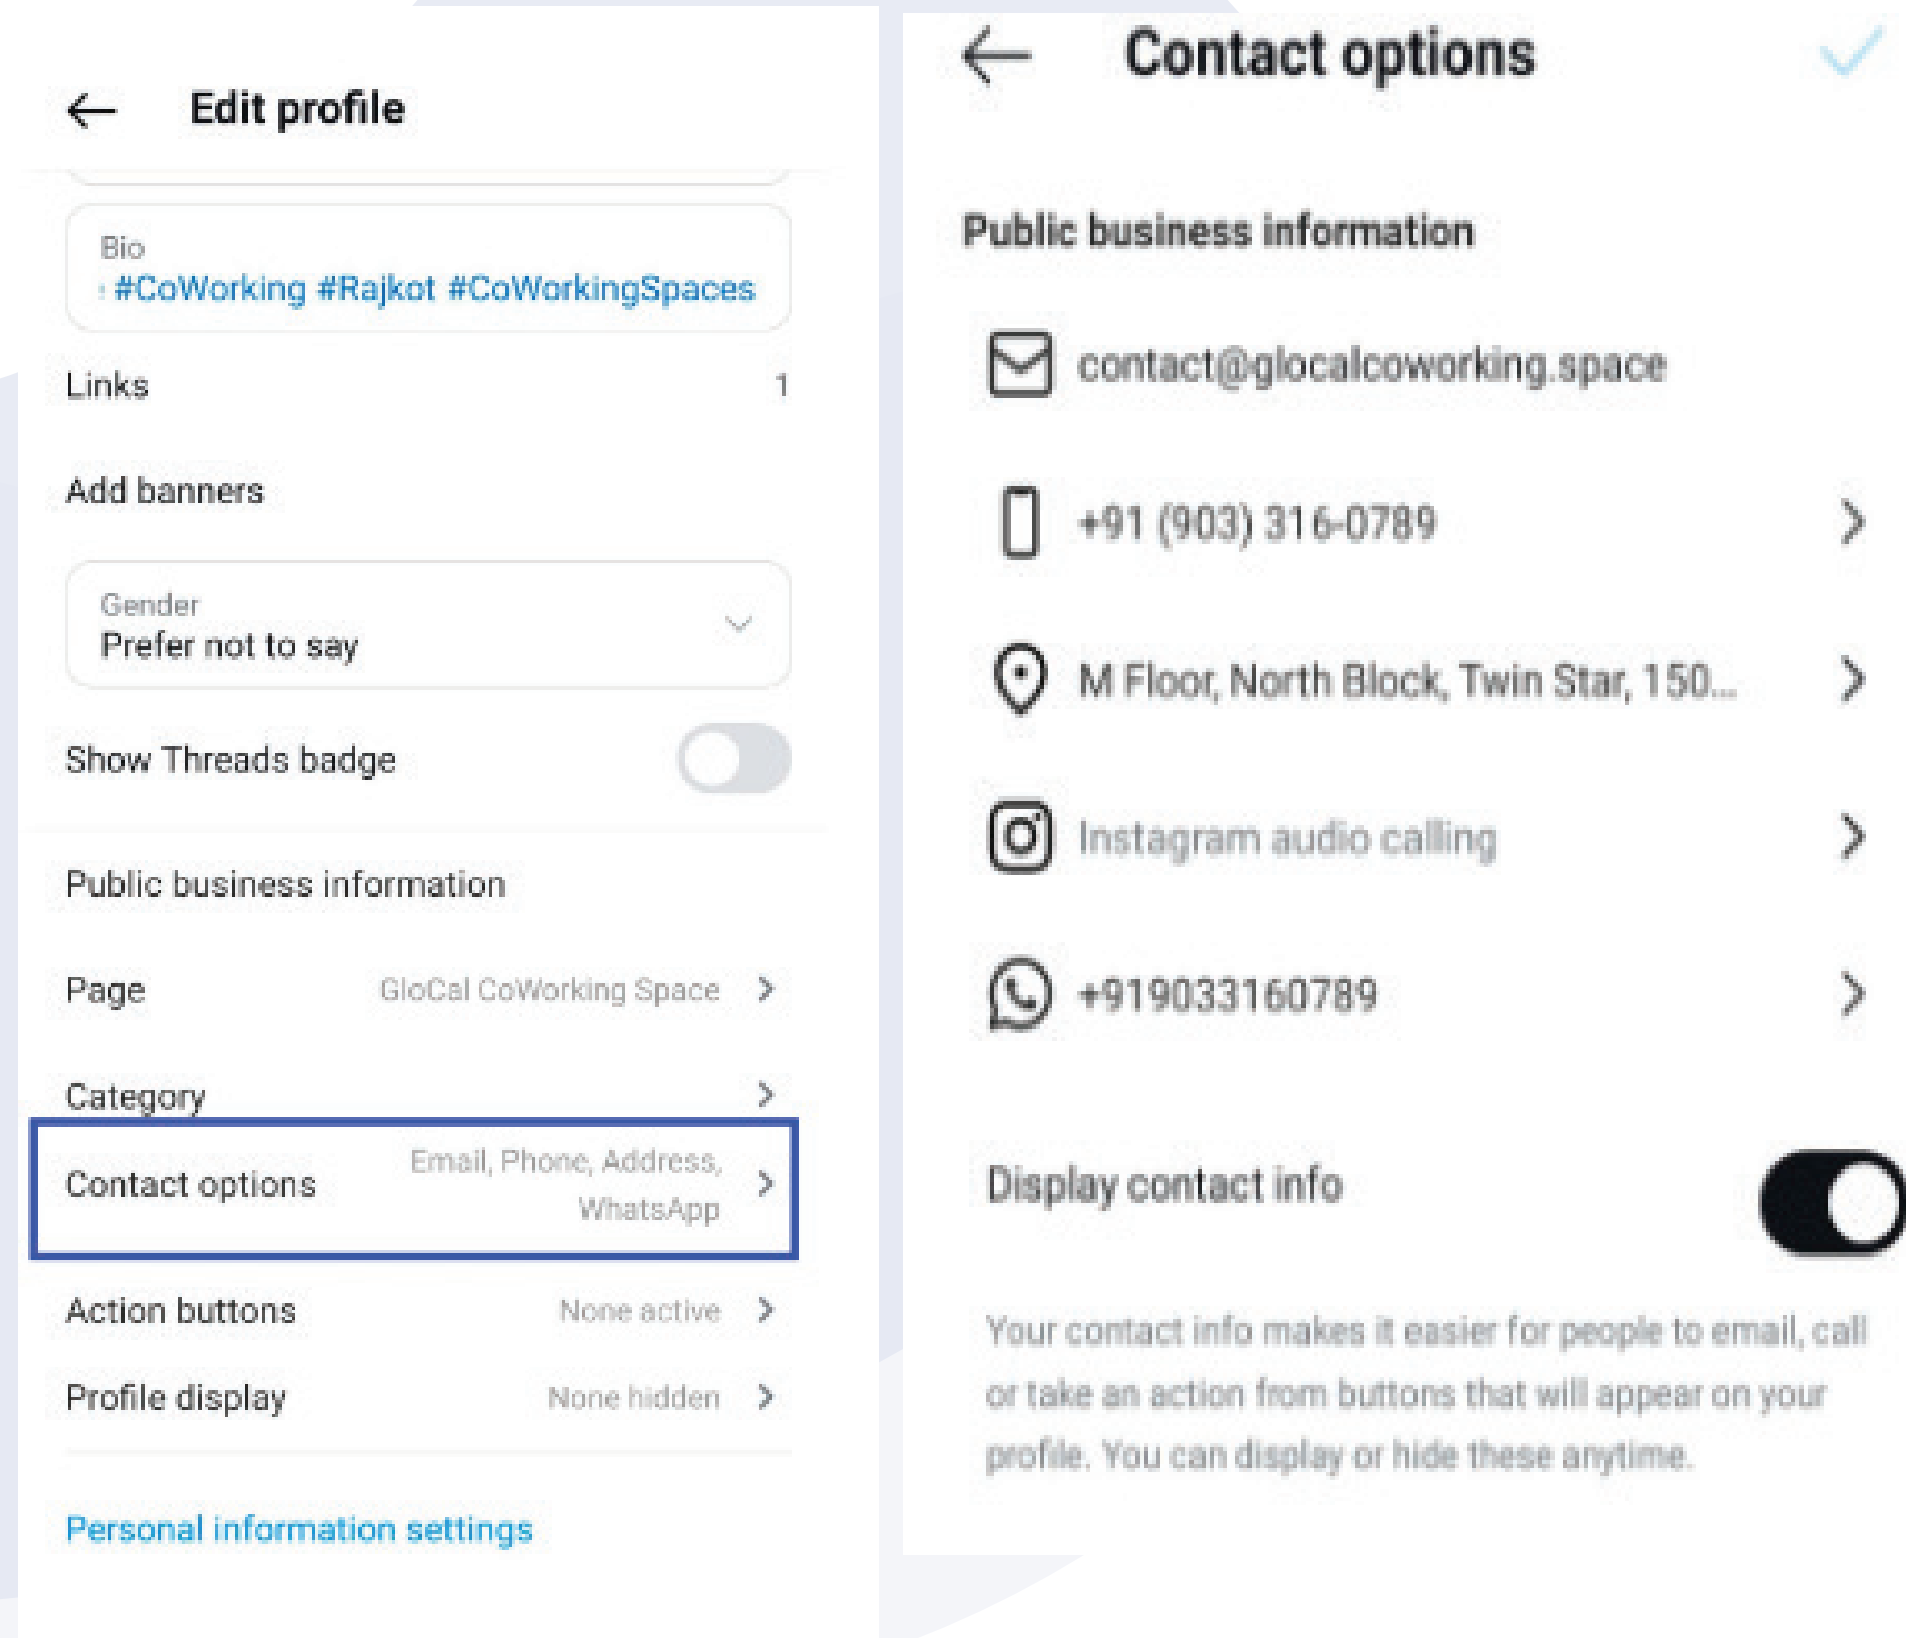 Edit profile
Bio
#CoWorking #Rajkot #CoWorkingSpaces
Links 1
Add banners
Gender
Prefer not to say
Show Threads badge
Public business information
Page GloCal CoWorking Space
Category
Contact options Email, Phone, Address,
WhatsApp
Action buttons None active
Profile display None hidden
Personal information settings
Contact options
Public business information
contact@glocalcoworking.space
+91 (903) 316-0789
M Floor, North Block, Twin Star, 150...
Instagram audio calling
+919033160789
Display contact info
Your contact info makes it easier for people to email, call
or take an action from buttons that will appear on your
profile. You can display or hide these anytime.